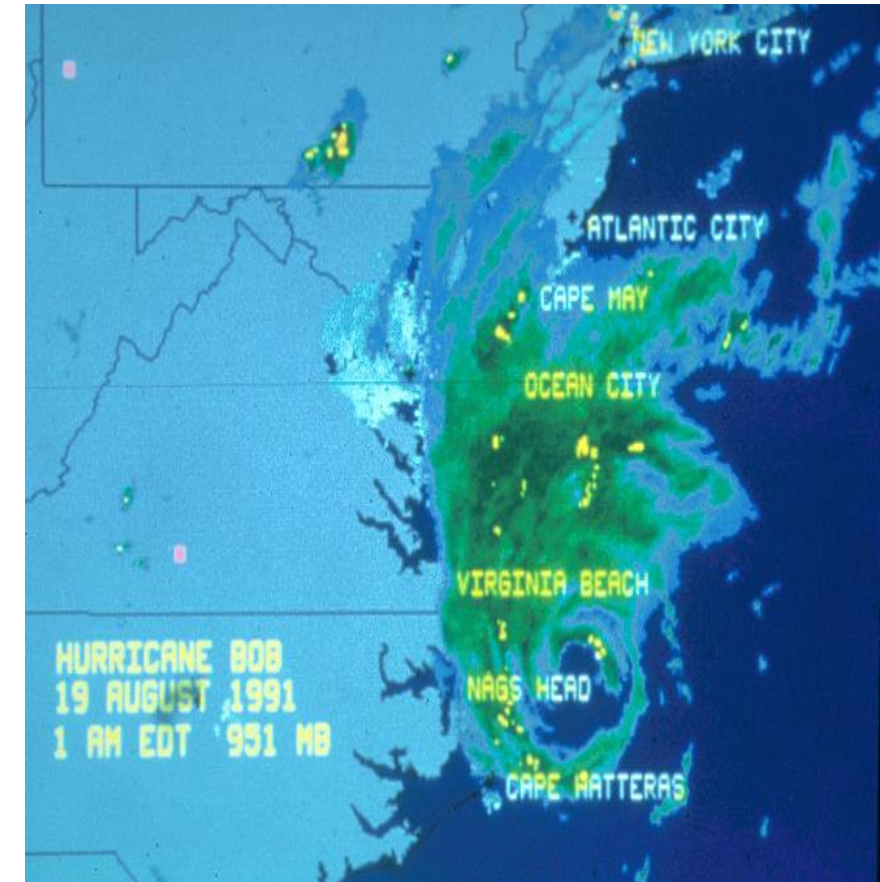 NEW YORK CITY
ATLANTIC CITY
CAPE MAY
OCEAN CITY
VIRGINIA BEACH
NAGS HEAD
CAPE HATTERAS
HURRICANE BOB
19 AUGUST 1991
1 AM EDT 951 MB